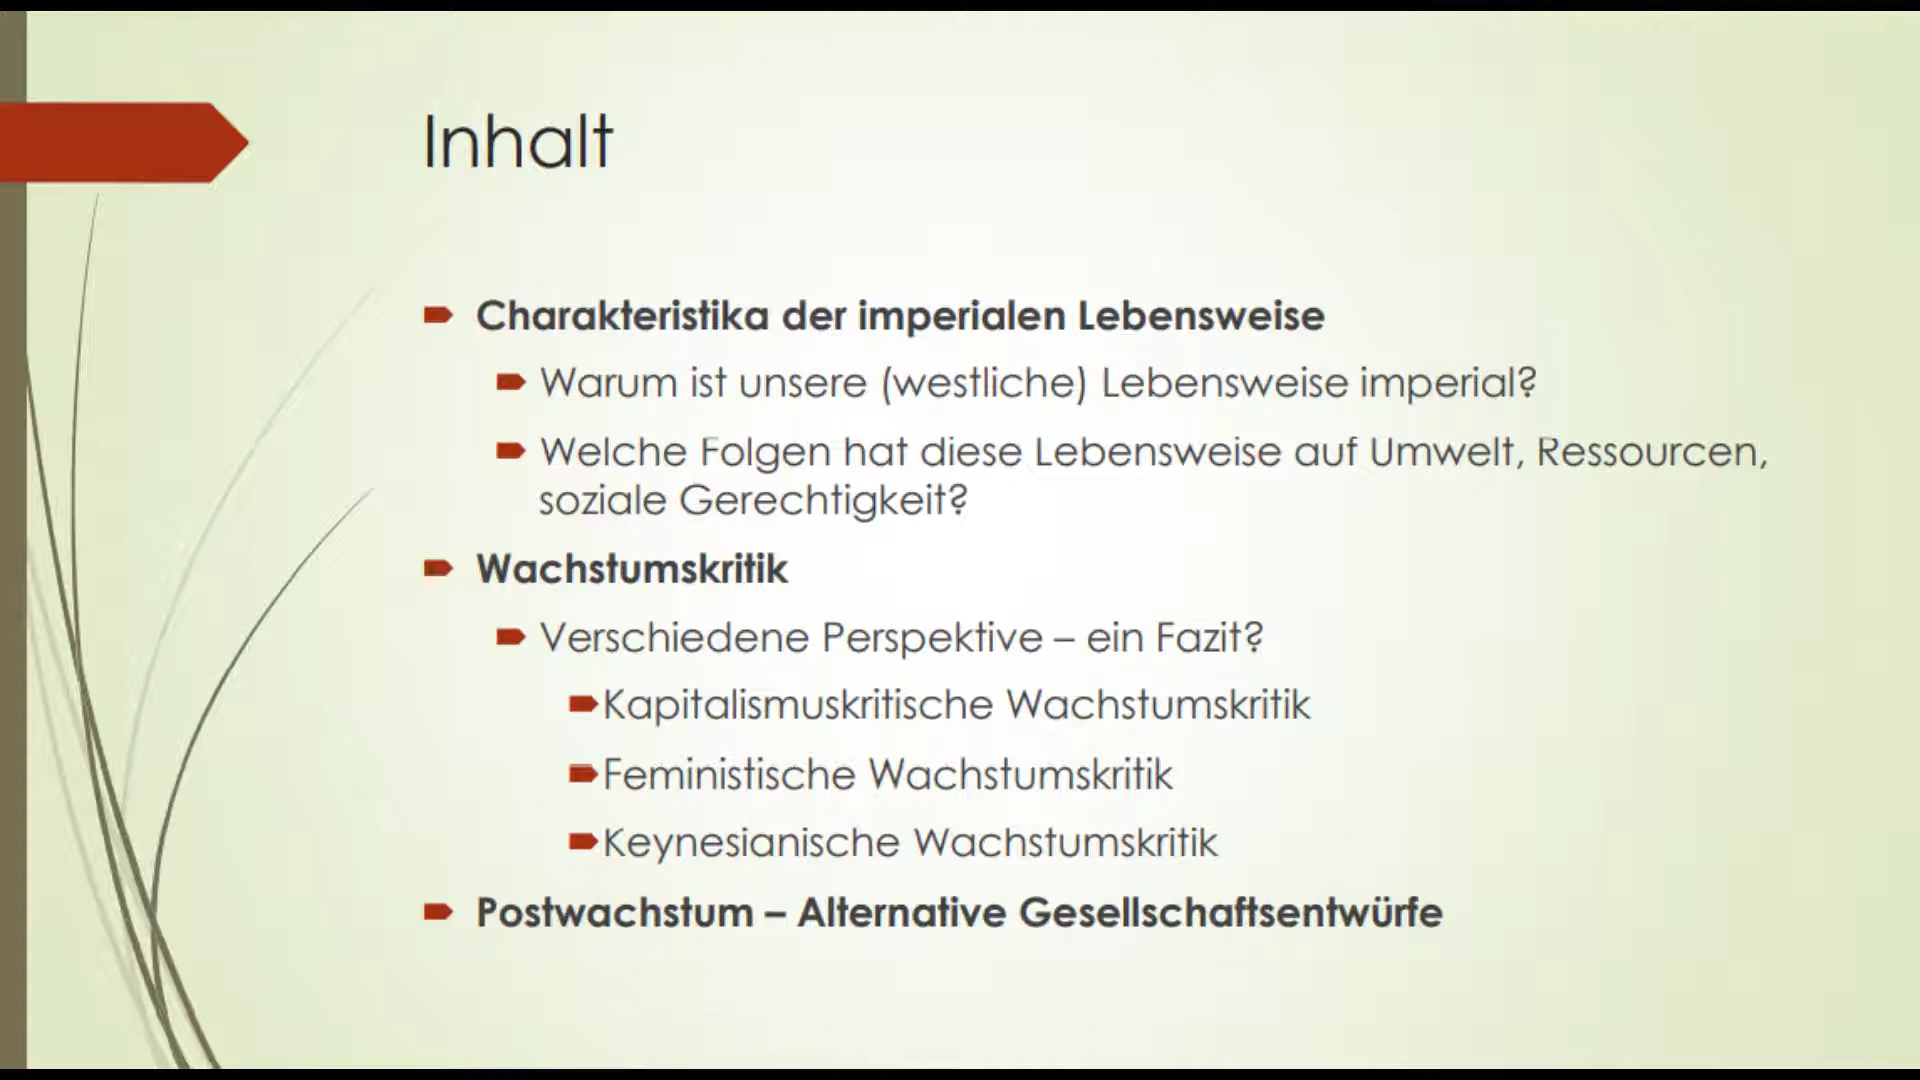 Inhalt
Charakteristika der imperialen Lebensweise
Warum ist unsere (westliche) Lebensweise imperial?
Welche Folgen hat diese Lebensweise auf Umwelt, Ressourcen,
soziale Gerechtigkeit?
Wachstumskritik
Verschiedene Perspektive – ein Fazit?
Kapitalismuskritische Wachstumskritik
Feministische Wachstumskritik
Keynesianische Wachstumskritik
Postwachstum – Alternative Gesellschaftsentwürfe